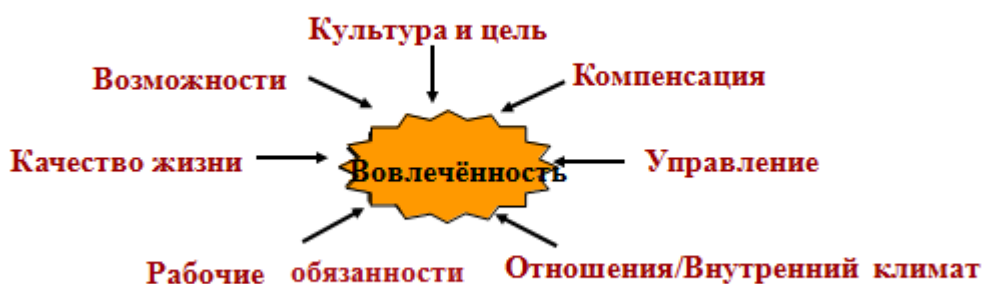 Культура и цель
Возможности
Компенсация
Качество жизни
Вовлечённость
Управление
Рабочие обязанности
Отношения/Внутренний климат